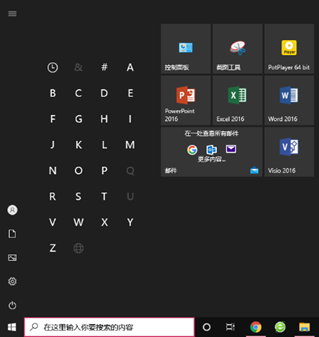 & # A
B C D E
F G H I
J K L M
N O P Q
R S T U
V W X Y
Z
控制面板
截图工具
PotPlayer 64 bit
PowerPoint
2016
Excel 2016
Word 2016
在一处查看所有邮件
更多内容...
邮件
Visio 2016
在这里输入你要搜索的内容